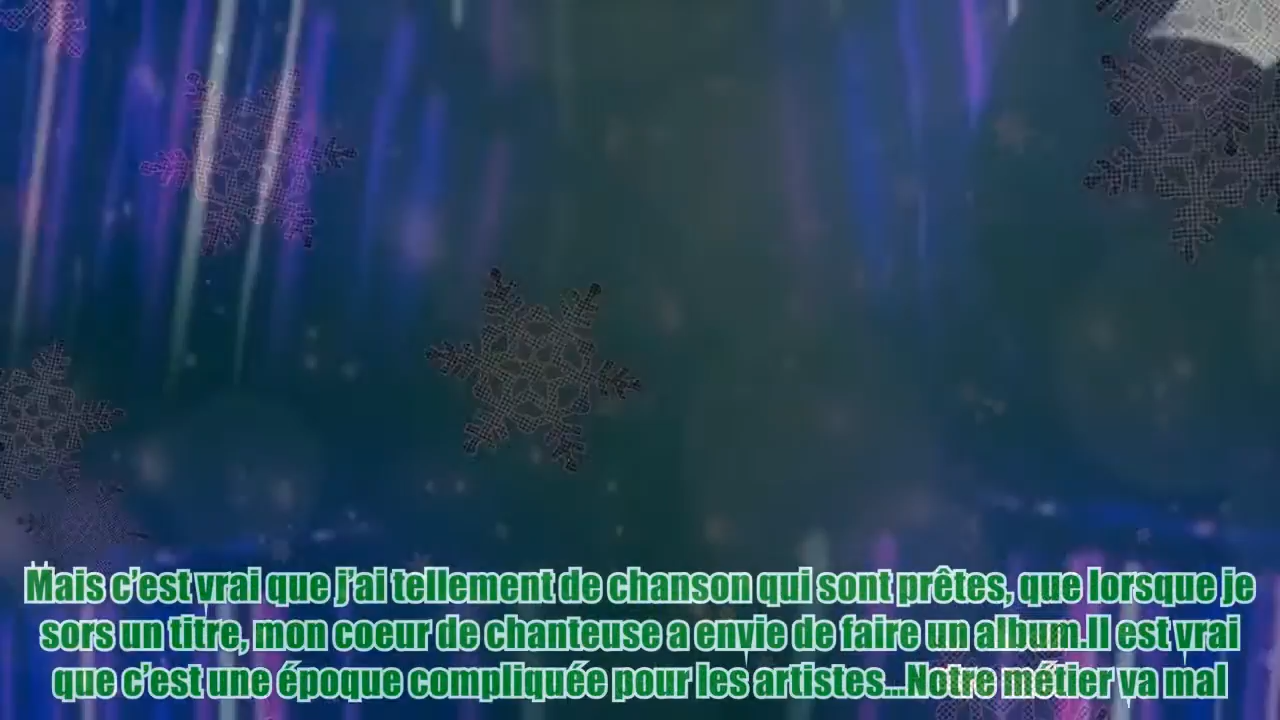 Mais c'est vrai que j'ai tellement de chanson qui sont prêtes, que lorsque je
sors un titre, mon coeur de chanteuse a envie de faire un album.Il est vrai
que c'est une époque compliquée pour les artistes...Notre métier va mal